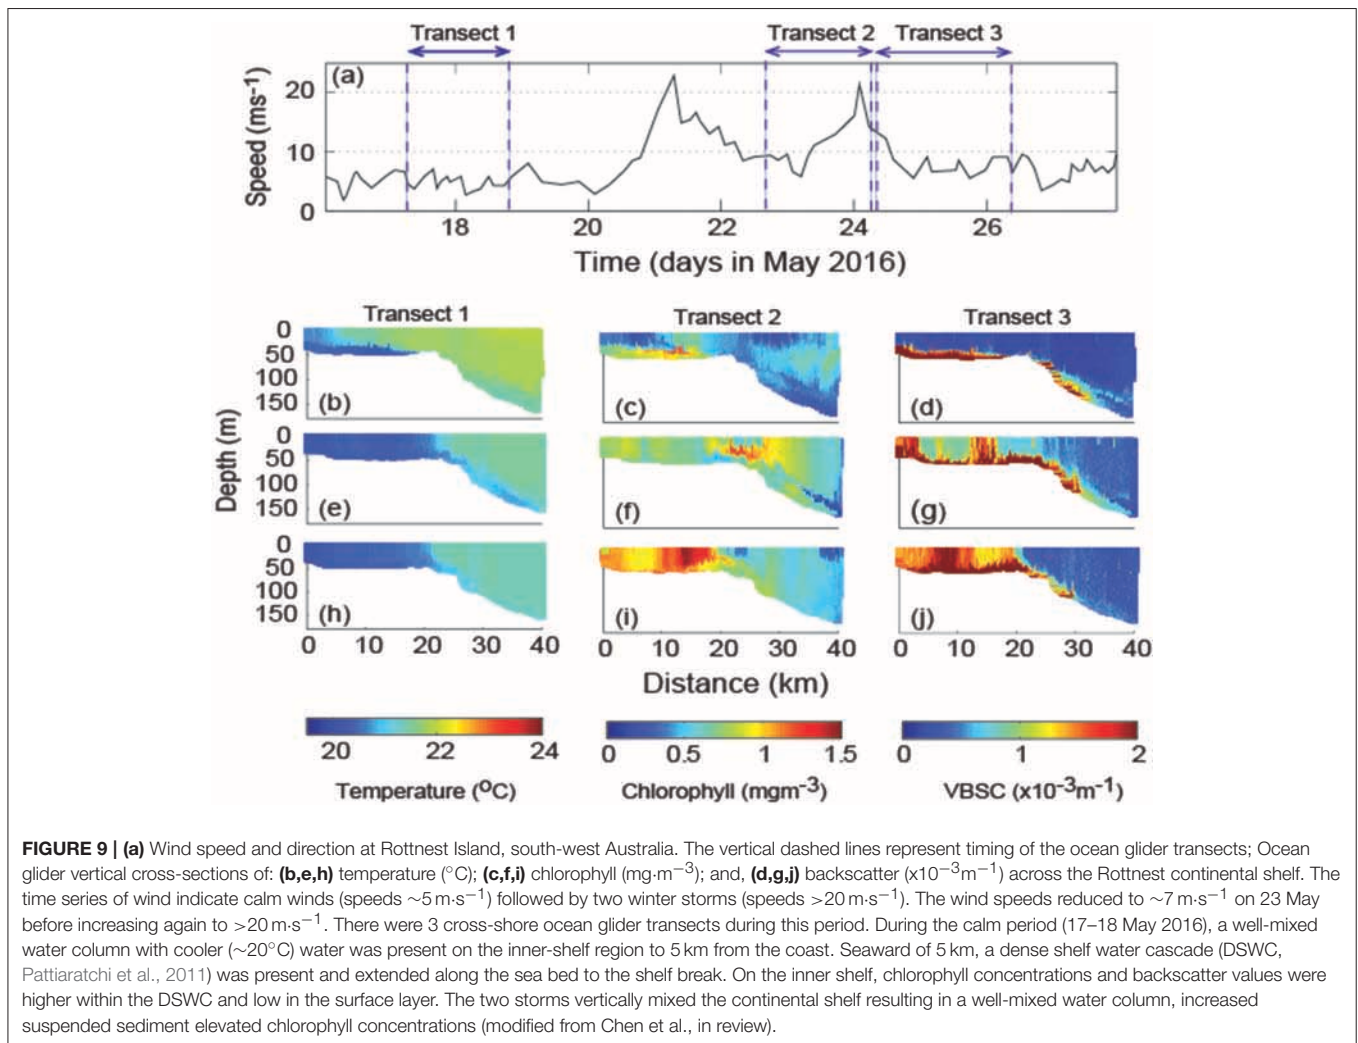 Transect 1 Transect 2 Transect 3
(a)
Speed (ms-1)
20
10
0
18 20 22 24 26
Time (days in May 2016)
Transect 1 Transect 2 Transect 3
Depth (m)
0
50
100
150
(b) (c) (d)
0
50
100
150
(e) (f) (g)
0
50
100
150
(h) (i) (j)
0 10 20 30 40 0 10 20 30 40 0 10 20 30 40
Distance (km)
20 22 24 0 0.5 1 1.5 0 1 2
Temperature (ºC) Chlorophyll (mgm-3) VBSC (x10-3m-1)
FIGURE 9 | (a) Wind speed and direction at Rottnest Island, south-west Australia. The vertical dashed lines represent timing of the ocean glider transects; Ocean
glider vertical cross-sections of: (b,e,h) temperature (°C); (c,f,i) chlorophyll (mg·m−3); and, (d,g,j) backscatter (x10−3m−1) across the Rottnest continental shelf. The
time series of wind indicate calm winds (speeds ∼5 m·s−1) followed by two winter storms (speeds >20 m·s−1). The wind speeds reduced to ∼7 m·s−1 on 23 May
before increasing again to >20 m·s−1. There were 3 cross-shore ocean glider transects during this period. During the calm period (17–18 May 2016), a well-mixed
water column with cooler (∼20°C) water was present on the inner-shelf region to 5 km from the coast. Seaward of 5 km, a dense shelf water cascade (DSWC,
Pattiaratchi et al., 2011) was present and extended along the sea bed to the shelf break. On the inner shelf, chlorophyll concentrations and backscatter values were
higher within the DSWC and low in the surface layer. The two storms vertically mixed the continental shelf resulting in a well-mixed water column, increased
suspended sediment elevated chlorophyll concentrations (modified from Chen et al., in review).